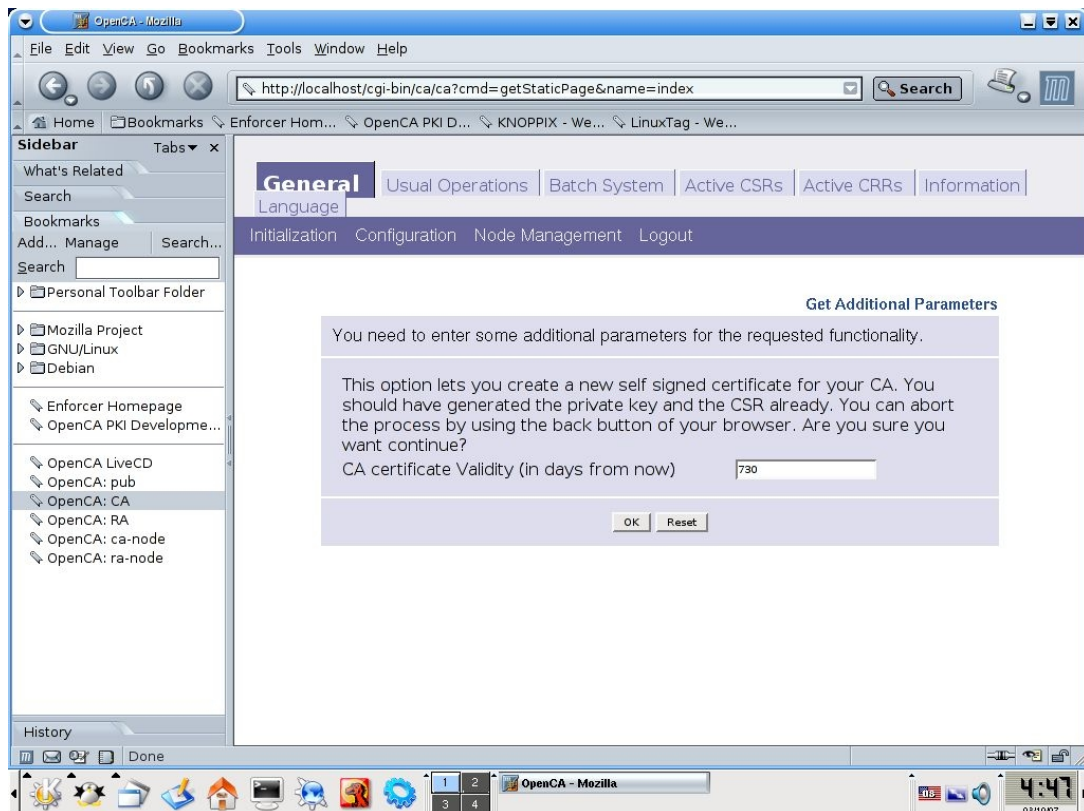 OpenCA - Mozilla
File Edit View Go Bookmarks Tools Window Help
http://localhost/cgi-bin/ca/ca?cmd=getStaticPage&name=index
Search
Home Bookmarks Enforcer Hom... OpenCA PKI D... KNOPPIX - We... LinuxTag - We...
Sidebar Tabs x
What's Related
Search
Bookmarks
Add... Manage Search...
Search
Personal Toolbar Folder
Mozilla Project
GNU/Linux
Debian
Enforcer Homepage
OpenCA PKI Developme...
OpenCA LiveCD
OpenCA: pub
OpenCA: CA
OpenCA: RA
OpenCA: ca-node
OpenCA: ra-node
History
General Usual Operations Batch System Active CSRs Active CRRs Information
Language
Initialization Configuration Node Management Logout
Get Additional Parameters
You need to enter some additional parameters for the requested functionality.
This option lets you create a new self signed certificate for your CA. You
should have generated the private key and the CSR already. You can abort
the process by using the back button of your browser. Are you sure you
want continue?
CA certificate Validity (in days from now) 730
OK Reset
Done
1 2
3 4
OpenCA - Mozilla
US
4:47